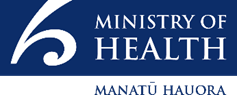 MINISTRY OF
HEALTH
MANATŪ HAUORA